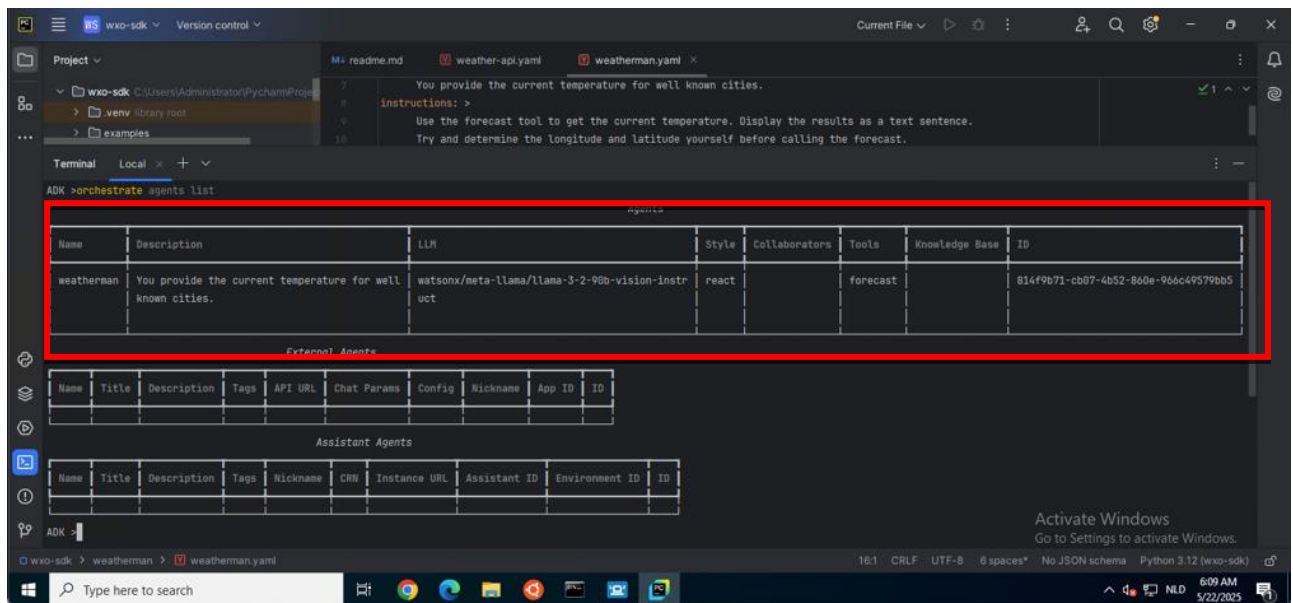 PC WS wxo-sdk Version control Current File
Project
M↓ readme.md weather-api.yaml weatherman.yaml
wxo-sdk C:\Users\Administrator\PycharmProjec
.venv library root
examples
7 You provide the current temperature for well known cities.
8 instructions: >
9 Use the forecast tool to get the current temperature. Display the results as a text sentence.
10 Try and determine the longitude and latitude yourself before calling the forecast.
1
Terminal Local
ADK >orchestrate agents list
Agents
Name Description LLM Style Collaborators Tools Knowledge Base ID
weatherman You provide the current temperature for well watsonx/meta-llama/llama-3-2-90b-vision-instr react forecast 814f9b71-cb07-4b52-860e-966c49579bb5
known cities. uct
External Agents
Name Title Description Tags API URL Chat Params Config Nickname App ID ID
Assistant Agents
Name Title Description Tags Nickname CRN Instance URL Assistant ID Environment ID ID
ADK >
Activate Windows
Go to Settings to activate Windows.
wxo-sdk > weatherman > weatherman.yaml 16:1 CRLF UTF-8 6 spaces* No JSON schema Python 3.12 (wxo-sdk)
Type here to search NLD 6:09 AM
5/22/2025